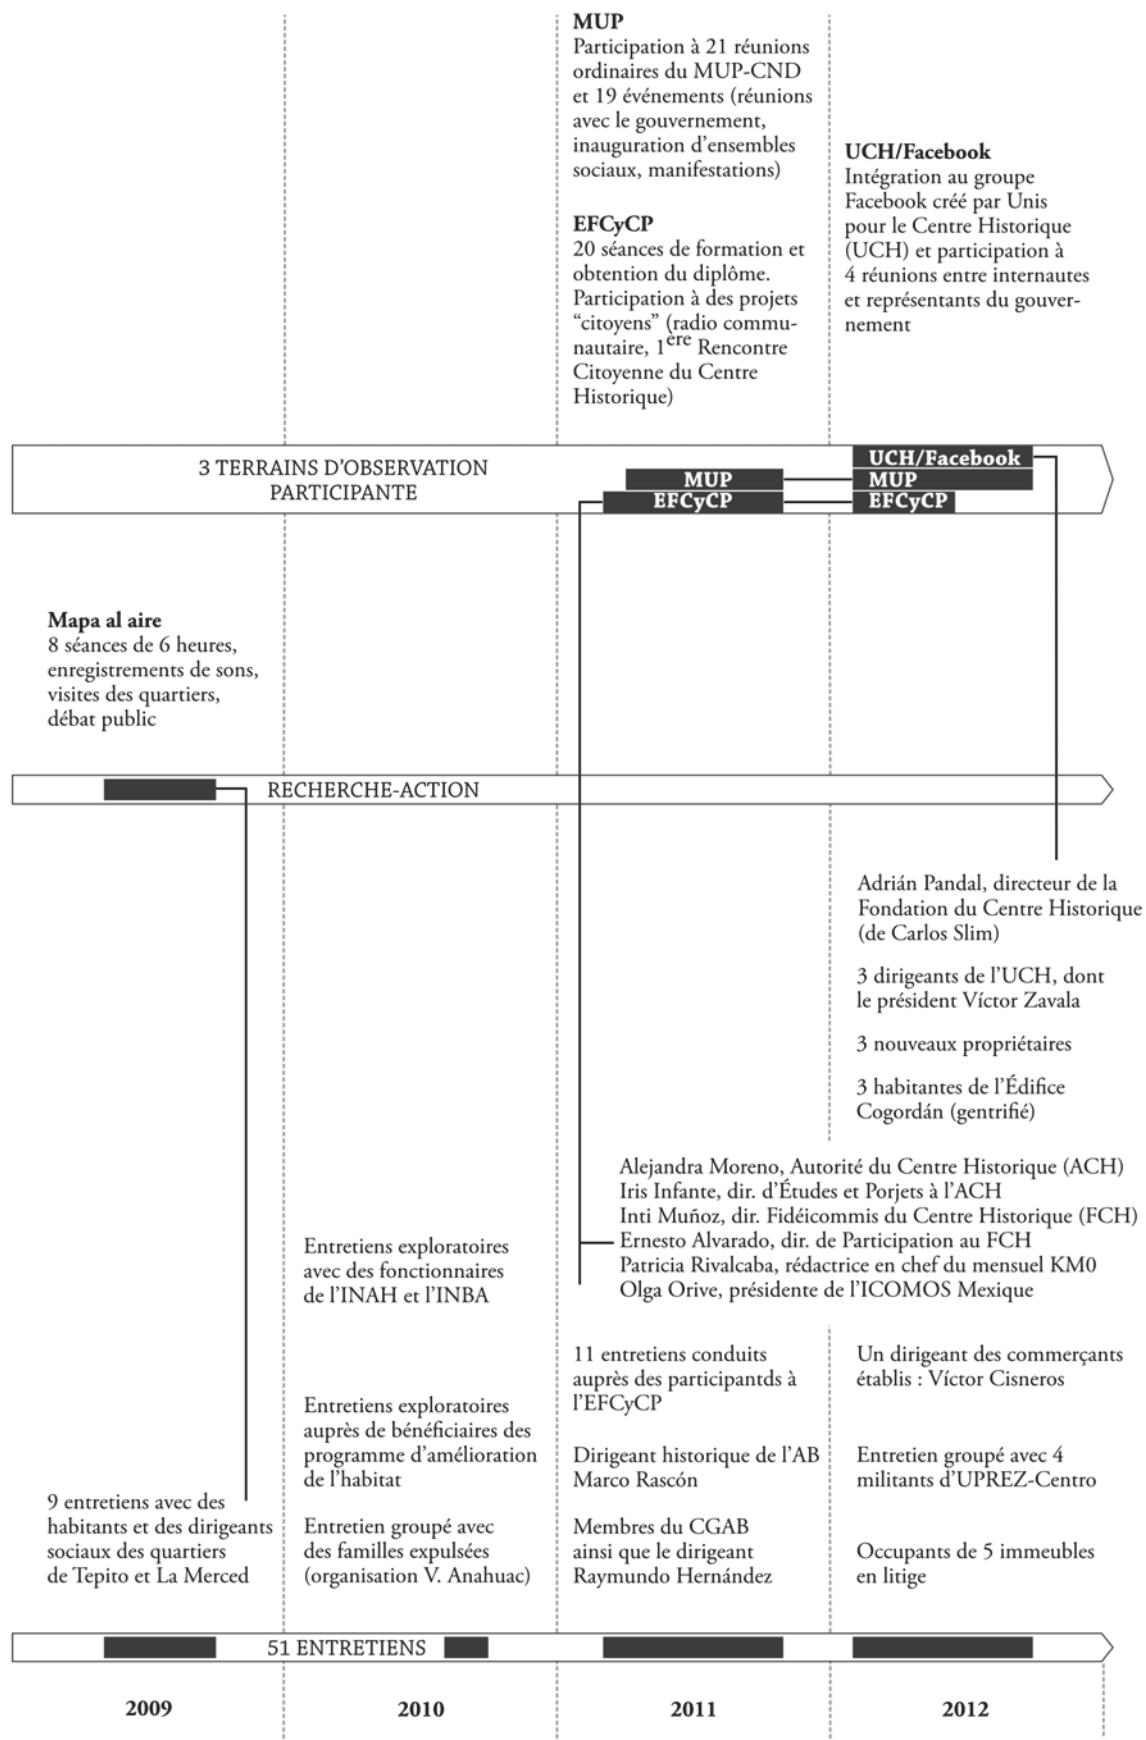 MUP
Participation à 21 réunions
ordinaires du MUP-CND
et 19 événements (réunions
avec le gouvernement,
inauguration d'ensembles
sociaux, manifestations)
EFCyCP
20 séances de formation et
obtention du diplôme.
Participation à des projets
“citoyens” (radio commu-
nautaire, 1ère Rencontre
Citoyenne du Centre
Historique)
UCH/Facebook
Intégration au groupe
Facebook créé par Unis
pour le Centre Historique
(UCH) et participation à
4 réunions entre internautes
et représentants du gouver-
nement
3 TERRAINS D'OBSERVATION
PARTICIPANTE
MUP
EFCyCP
UCH/Facebook
MUP
EFCyCP
Mapa al aire
8 séances de 6 heures,
enregistrements de sons,
visites des quartiers,
débat public
RECHERCHE-ACTION
Adrián Pandal, directeur de la
Fondation du Centre Historique
(de Carlos Slim)
3 dirigeants de l'UCH, dont
le président Víctor Zavala
3 nouveaux propriétaires
3 habitantes de l'Édifice
Cogordán (gentrifié)
Alejandra Moreno, Autorité du Centre Historique (ACH)
Iris Infante, dir. d'Études et Porjets à l'ACH
Inti Muñoz, dir. Fidéicommis du Centre Historique (FCH)
Ernesto Alvarado, dir. de Participation au FCH
Patricia Rivalcaba, rédactrice en chef du mensuel KM0
Olga Orive, présidente de l'ICOMOS Mexique
9 entretiens avec des
habitants et des dirigeants
sociaux des quartiers
de Tepito et La Merced
Entretiens exploratoires
avec des fonctionnaires
de l'INAH et l'INBA
Entretiens exploratoires
auprès de bénéficiaires des
programme d'amélioration
de l'habitat
Entretien groupé avec
des familles expulsées
(organisation V. Anahuac)
11 entretiens conduits
auprès des participantds à
l'EFCyCP
Dirigeant historique de l'AB
Marco Rascón
Membres du CGAB
ainsi que le dirigeant
Raymundo Hernández
Un dirigeant des commerçants
établis : Víctor Cisneros
Entretien groupé avec 4
militants d'UPREZ-Centro
Occupants de 5 immeubles
en litige
51 ENTRETIENS
2009
2010
2011
2012